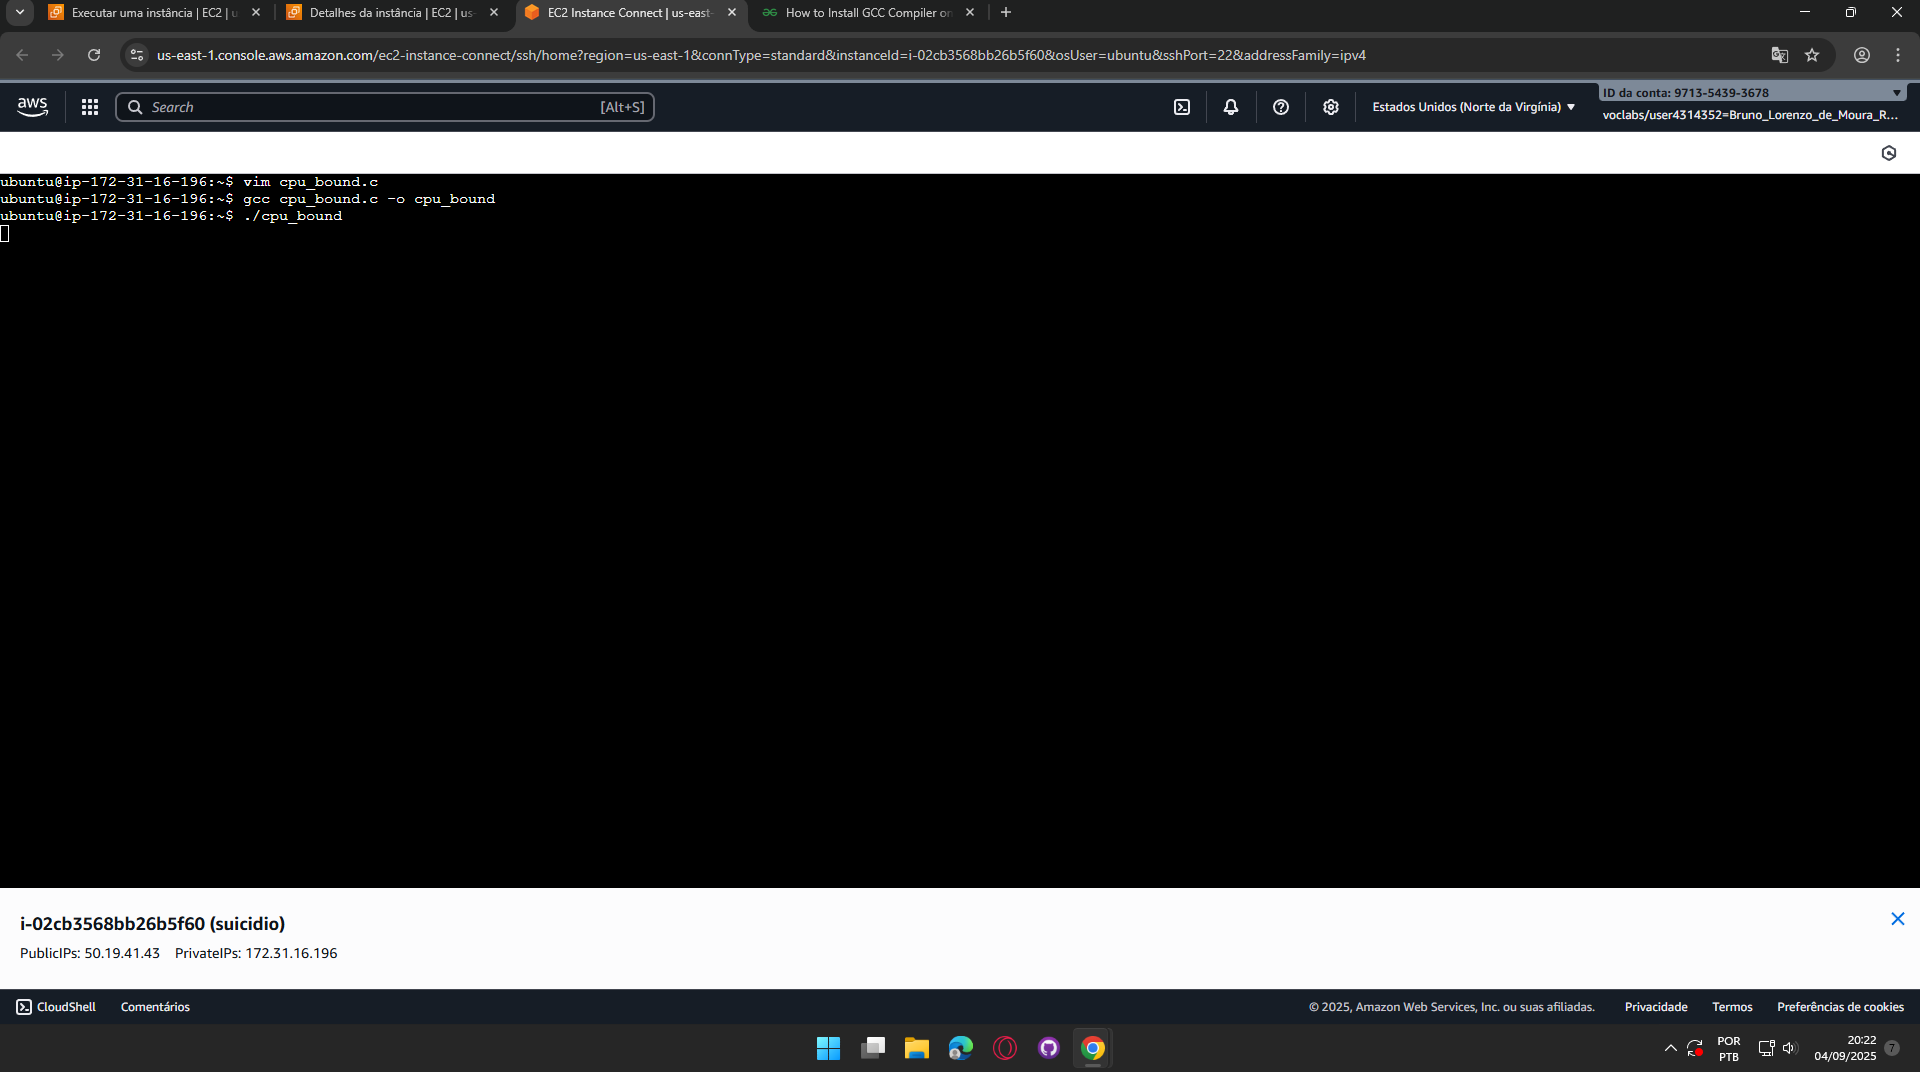 Executar uma instância | EC2 | u
Detalhes da instância | EC2 | us-
EC2 Instance Connect | us-east-
How to Install GCC Compiler on
us-east-1.console.aws.amazon.com/ec2-instance-connect/ssh/home?region=us-east-1&connType=standard&instanceId=i-02cb3568bb26b5f60&osUser=ubuntu&sshPort=22&addressFamily=ipv4
aws
Search
[Alt+S]
Estados Unidos (Norte da Virgínia)
ID da conta: 9713-5439-3678
voclabs/user4314352=Bruno_Lorenzo_de_Moura_R...
ubuntu@ip-172-31-16-196:~$ vim cpu_bound.c
ubuntu@ip-172-31-16-196:~$ gcc cpu_bound.c -o cpu_bound
ubuntu@ip-172-31-16-196:~$ ./cpu_bound
i-02cb3568bb26b5f60 (suicidio)
PublicIPs: 50.19.41.43 PrivateIPs: 172.31.16.196
CloudShell
Comentários
© 2025, Amazon Web Services, Inc. ou suas afiliadas.
Privacidade
Termos
Preferências de cookies
POR
PTB
20:22
04/09/2025
7